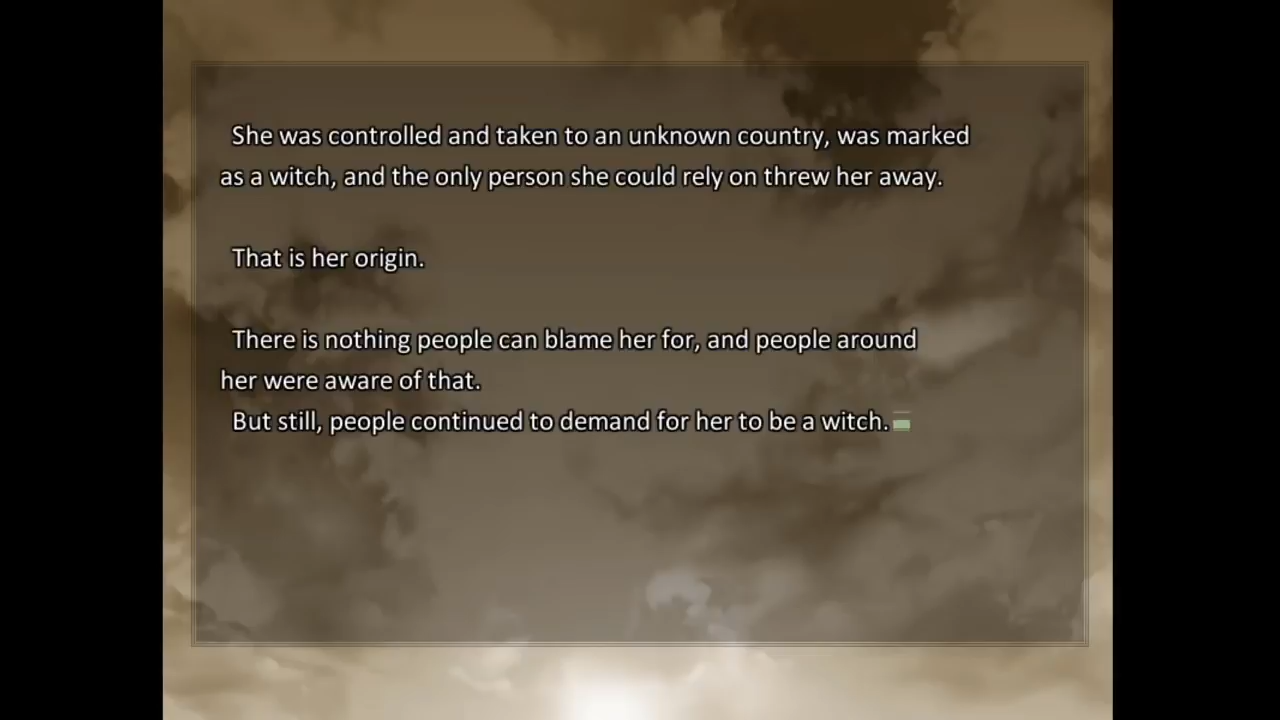 She was controlled and taken to an unknown country, was marked
as a witch, and the only person she could rely on threw her away.
That is her origin.
There is nothing people can blame her for, and people around
her were aware of that.
But still, people continued to demand for her to be a witch.